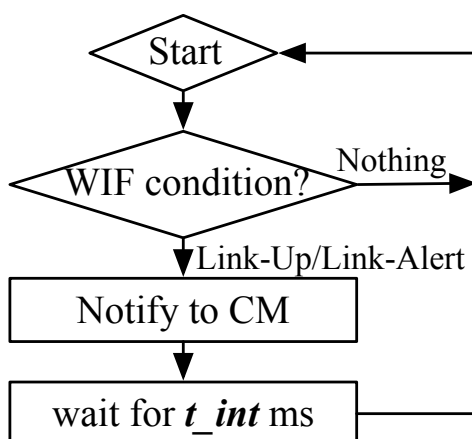 Start
WIF condition?
Nothing
Link-Up/Link-Alert
Notify to CM
wait for t_int ms